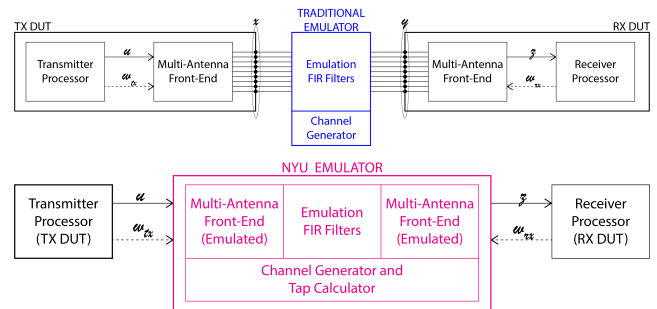 TRADITIONAL
EMULATOR
TX DUT
RX DUT
x
y
Transmitter
Processor
u
w_tx
Multi-Antenna
Front-End
Emulation
FIR Filters
Channel
Generator
Multi-Antenna
Front-End
z
w_rx
Receiver
Processor
NYU EMULATOR
Transmitter
Processor
(TX DUT)
u
w_tx
Multi-Antenna
Front-End
(Emulated)
Emulation
FIR Filters
Multi-Antenna
Front-End
(Emulated)
Channel Generator and
Tap Calculator
z
w_rx
Receiver
Processor
(RX DUT)